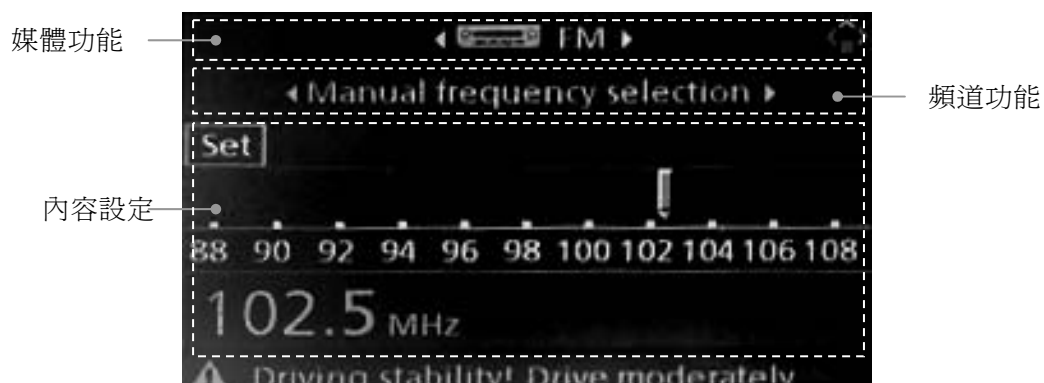 媒體功能
FM
Manual frequency selection
頻道功能
Set
內容設定
88 90 92 94 96 98 100 102 104 106 108
102.5 MHz
Driving stability! Drive moderately